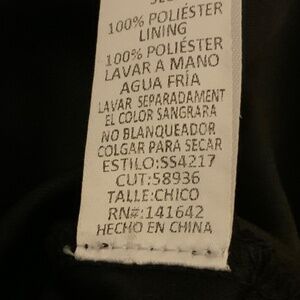 100% POLIÉSTER
LINING
100% POLIÉSTER
LAVAR A MANO
AGUA FRÍA
LAVAR SEPARADAMENT
EL COLOR SANGRARA
NO BLANQUEADOR
COLGAR PARA SECAR
ESTILO:SS4217
CUT:58936
TALLE:CHICO
RN#:141642
HECHO EN CHINA